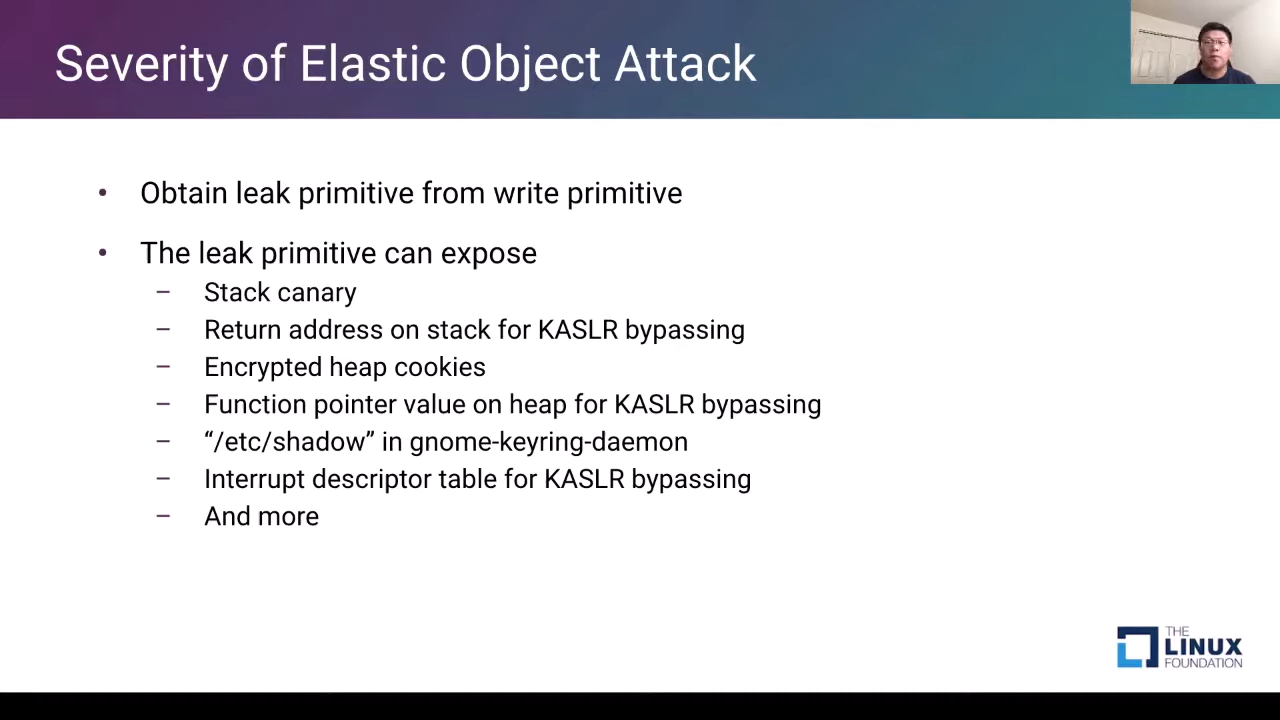 Severity of Elastic Object Attack
• Obtain leak primitive from write primitive
• The leak primitive can expose
– Stack canary
– Return address on stack for KASLR bypassing
– Encrypted heap cookies
– Function pointer value on heap for KASLR bypassing
– “/etc/shadow” in gnome-keyring-daemon
– Interrupt descriptor table for KASLR bypassing
– And more
THE
LINUX
FOUNDATION